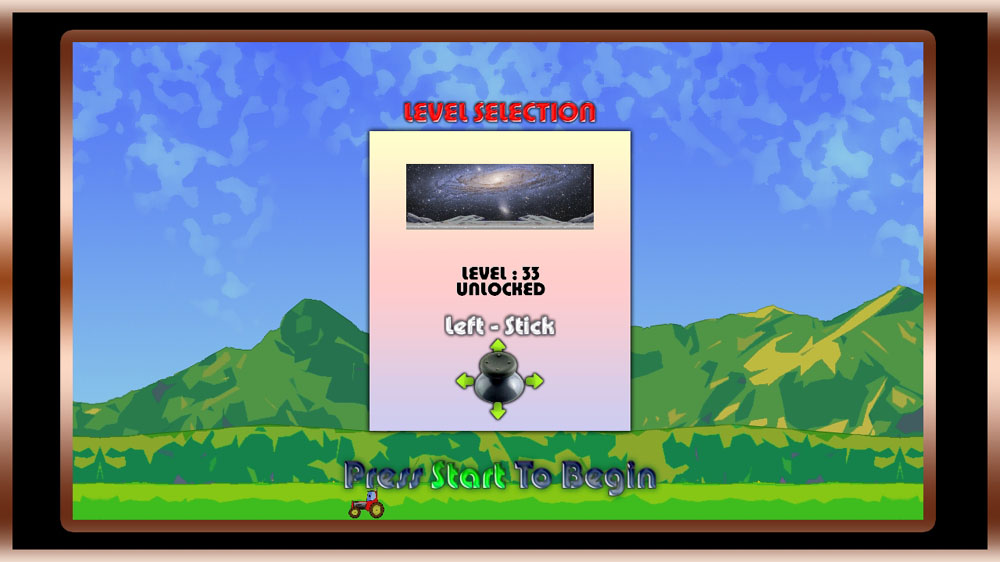 LEVEL SELECTION
LEVEL : 33
UNLOCKED
Left - Stick
Press Start To Begin